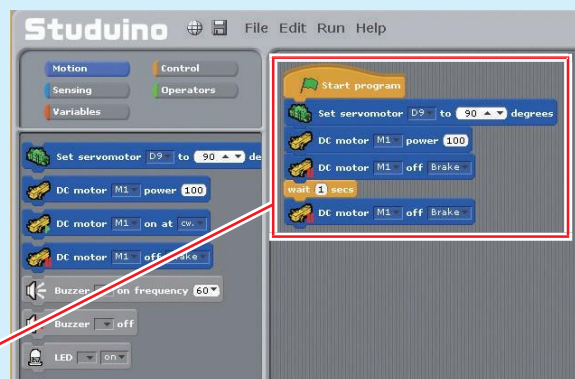 Studuino File Edit Run Help
Motion Control
Sensing Operators
Variables
Set servomotor D9 to 90 de
DC motor M1 power 100
DC motor M1 on at cw.
DC motor M1 off Brake
Buzzer on frequency 60
Buzzer off
LED on
Start program
Set servomotor D9 to 90 degrees
DC motor M1 power 100
DC motor M1 off Brake
wait 1 secs
DC motor M1 off Brake